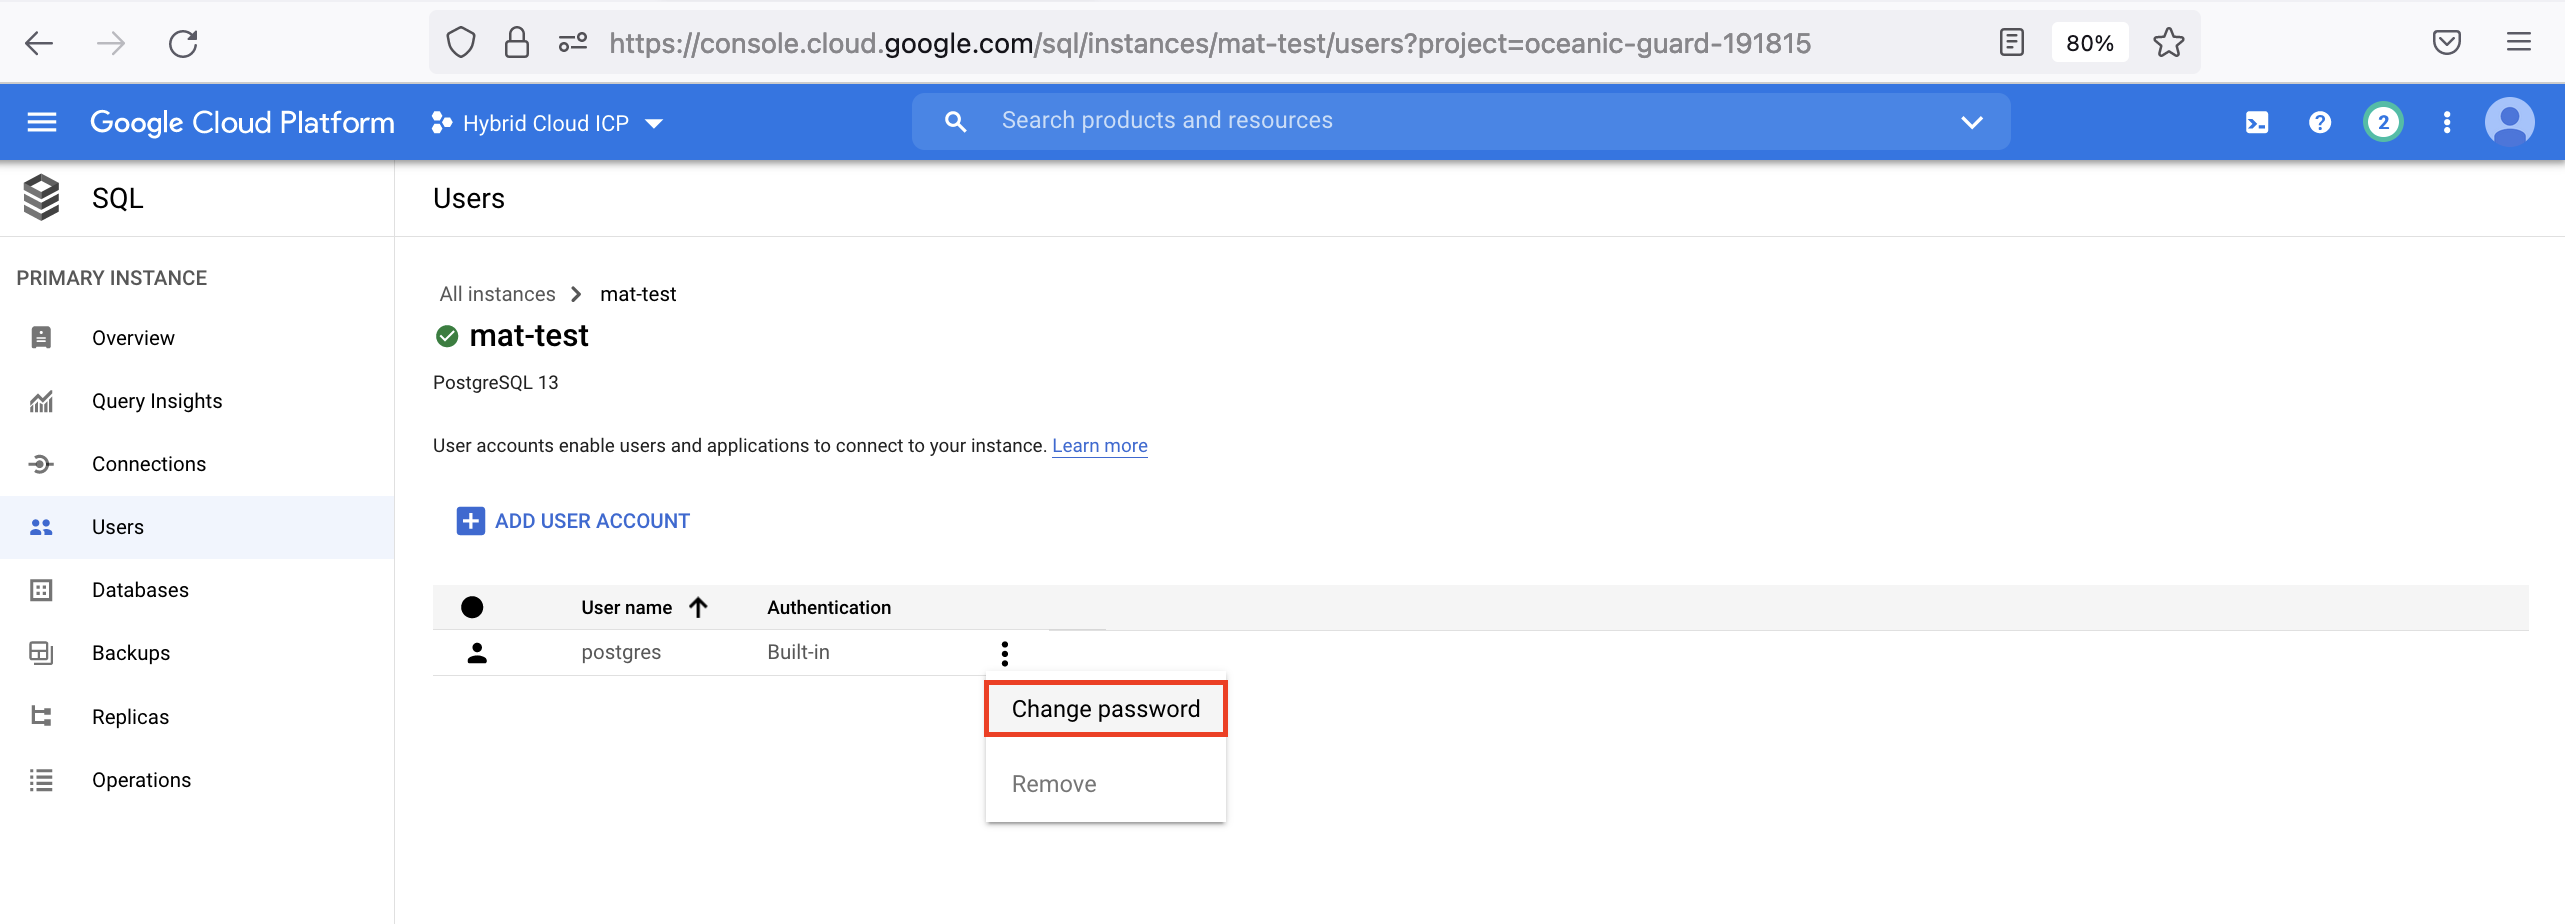 https://console.cloud.google.com/sql/instances/mat-test/users?project=oceanic-guard-191815
80%
Google Cloud Platform
Hybrid Cloud ICP
Search products and resources
?
2
SQL
Users
PRIMARY INSTANCE
Overview
Query Insights
Connections
Users
Databases
Backups
Replicas
Operations
All instances
mat-test
mat-test
PostgreSQL 13
User accounts enable users and applications to connect to your instance. Learn more
ADD USER ACCOUNT
User name Authentication
postgres Built-in
Change password
Remove